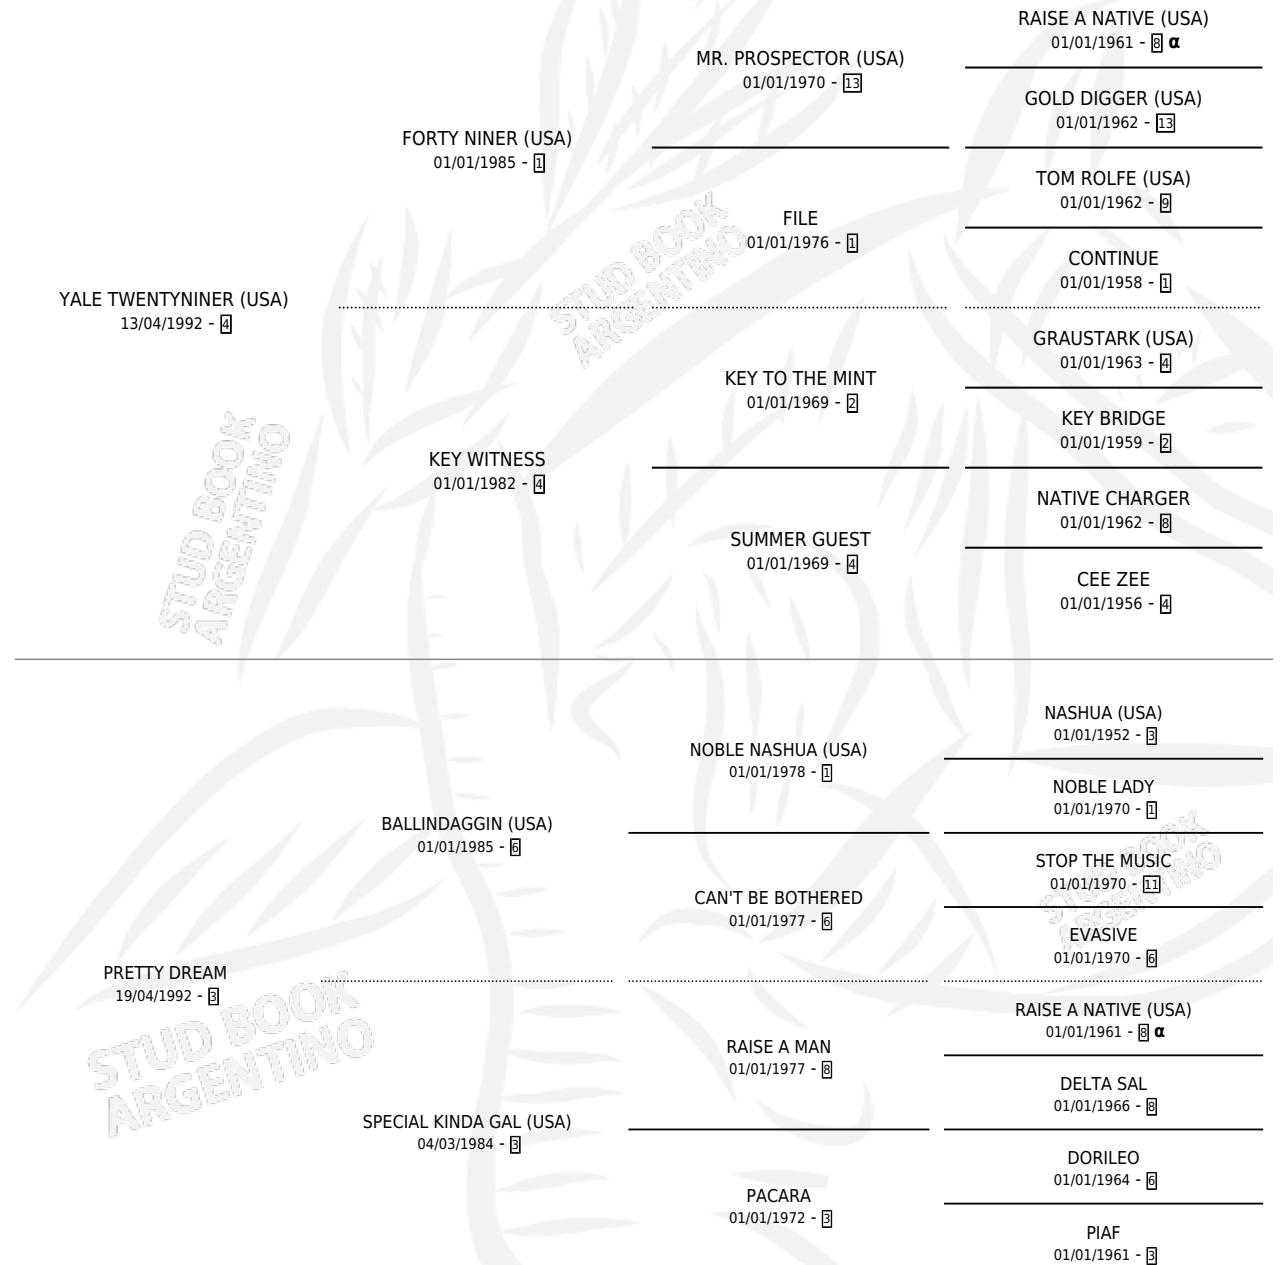 RAISE A NATIVE (USA)
01/01/1961 - 8 α
MR. PROSPECTOR (USA)
01/01/1970 - 13
GOLD DIGGER (USA)
01/01/1962 - 13
FORTY NINER (USA)
01/01/1985 - 1
TOM ROLFE (USA)
01/01/1962 - 9
FILE
01/01/1976 - 1
CONTINUE
01/01/1958 - 1
YALE TWENTYNINER (USA)
13/04/1992 - 4
GRAUSTARK (USA)
01/01/1963 - 4
KEY TO THE MINT
01/01/1969 - 2
KEY BRIDGE
01/01/1959 - 2
KEY WITNESS
01/01/1982 - 4
NATIVE CHARGER
01/01/1962 - 8
SUMMER GUEST
01/01/1969 - 4
CEE ZEE
01/01/1956 - 4
NASHUA (USA)
01/01/1952 - 3
NOBLE NASHUA (USA)
01/01/1978 - 1
NOBLE LADY
01/01/1970 - 1
BALLINDAGGIN (USA)
01/01/1985 - 6
STOP THE MUSIC
01/01/1970 - 11
CAN'T BE BOTHERED
01/01/1977 - 6
EVASIVE
01/01/1970 - 6
PRETTY DREAM
19/04/1992 - 3
RAISE A NATIVE (USA)
01/01/1961 - 8 α
RAISE A MAN
01/01/1977 - 8
DELTA SAL
01/01/1966 - 8
SPECIAL KINDA GAL (USA)
04/03/1984 - 3
DORILEO
01/01/1964 - 6
PACARA
01/01/1972 - 3
PIAF
01/01/1961 - 3
STUD BOOK
ARGENTINO
STUD BOOK
ARGENTINO
STUD BOOK
ARGENTINO
STUD BOOK
ARGENTINO